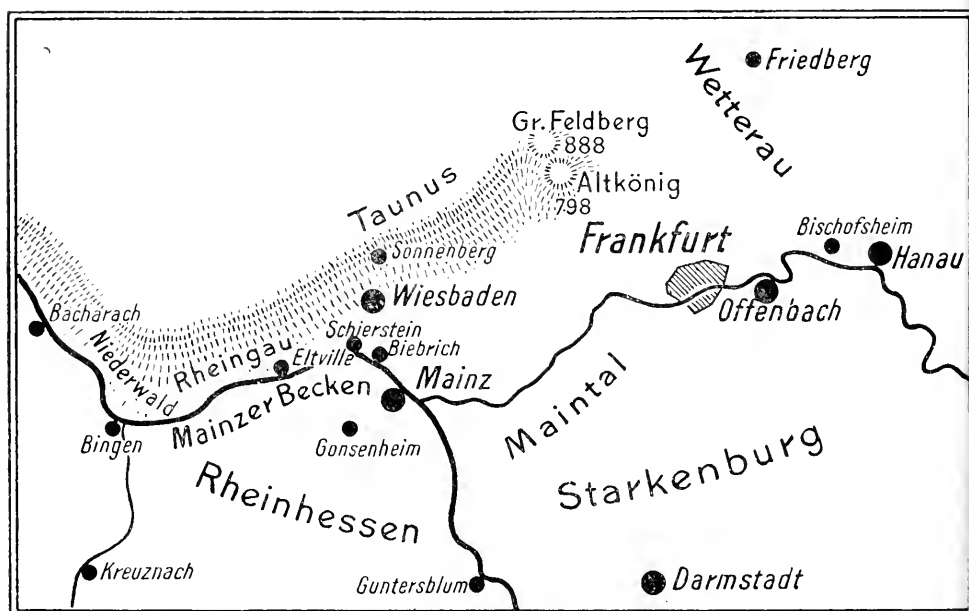 Friedberg
Wetterau
Gr. Feldberg
888
Altkönig
798
Taunus
Sonnenberg
Frankfurt
Bischofsheim
Hanau
Wiesbaden
Offenbach
Bacharach
Schierstein
Biebrich
Niederwald
Rheingau
Eltville
Mainz
Mainzer Becken
Maintal
Bingen
Gonsenheim
Starkenburg
Rheinhessen
Kreuznach
Guntersblum
Darmstadt